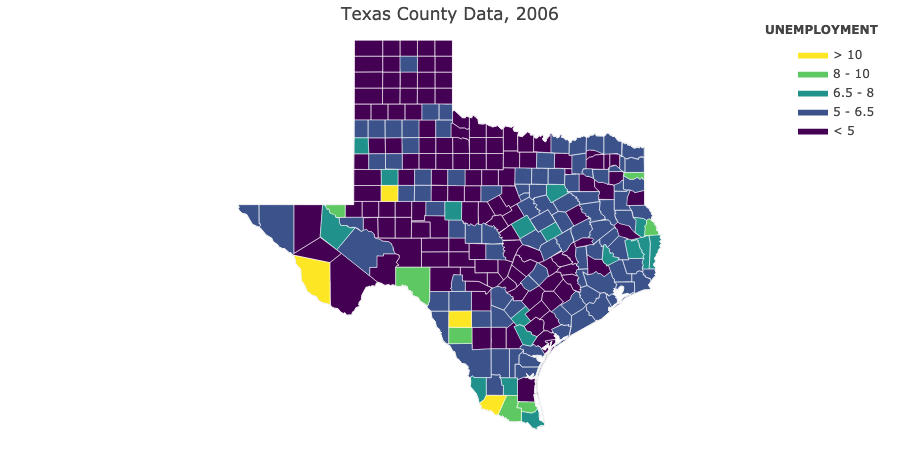 Texas County Data, 2006
UNEMPLOYMENT
> 10
8 - 10
6.5 - 8
5 - 6.5
< 5